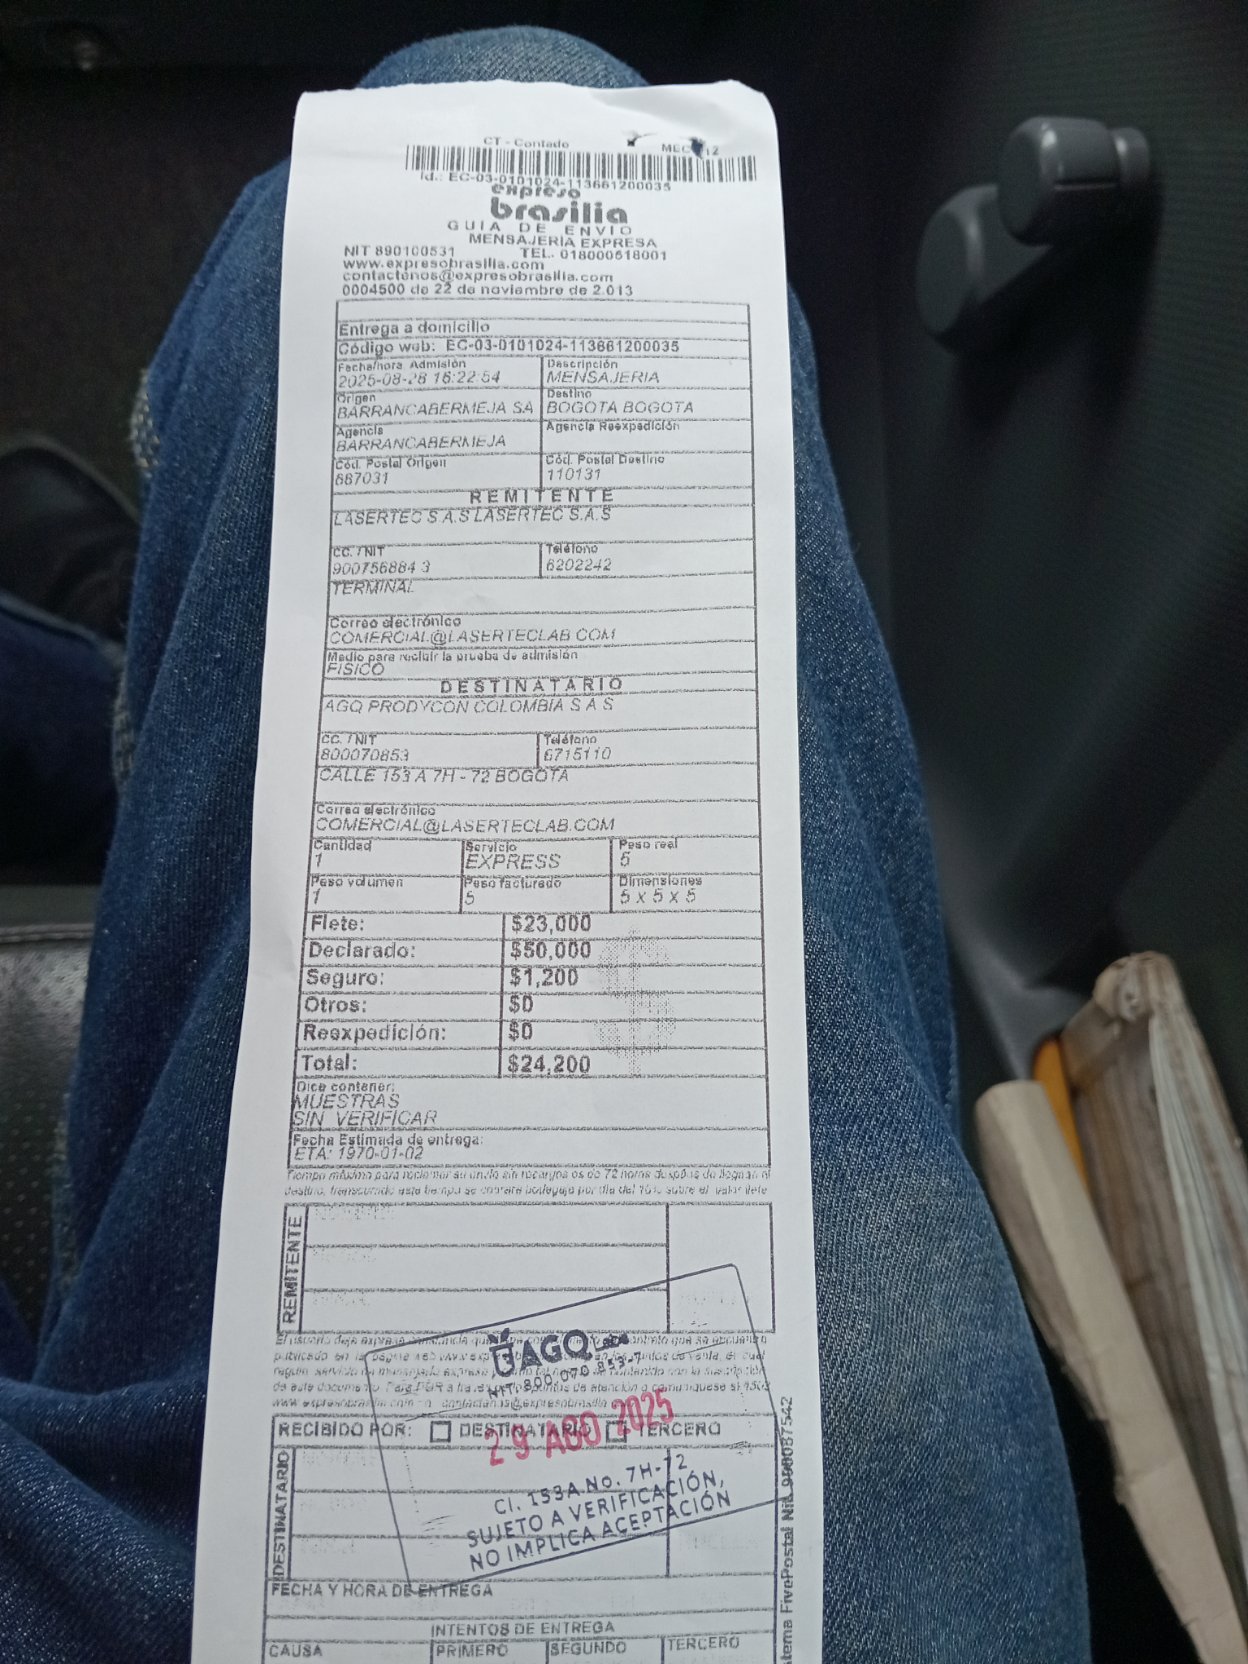 CT - Contado
Id.: EC-03-0101024-113661200035
expreso
brasilia
GUIA DE ENVIO
MENSAJERIA EXPRESA
NIT 890100531 TEL. 018000518001
www.expresobrasilia.com
contactenos@expresobrasilia.com
0004500 de 22 de noviembre de 2.013
Entrega a domicilio
Código web: EC-03-0101024-113661200035
Fecha/hora Admisión Descripción
2025-08-28 16:22:54 MENSAJERIA
Origen Destino
BARRANCABERMEJA SA BOGOTA BOGOTA
Agencia Agencia Reexpedición
BARRANCABERMEJA
Cód. Postal Origen Cód. Postal Destino
687031 110131
REMITENTE
LASERTEC S.A.S LASERTEC S.A.S
CC. / NIT Teléfono
900756884 3 6202242
TERMINAL
Correo electrónico
COMERCIAL@LASERTECLAB.COM
Medio para recibir la prueba de admisión
FISICO
DESTINATARIO
AGQ PRODYCON COLOMBIA S A S
CC. / NIT Teléfono
800070853 6715110
CALLE 153 A 7H - 72 BOGOTA
Correo electrónico
COMERCIAL@LASERTECLAB.COM
Cantidad Servicio Peso real
1 EXPRESS 5
Peso volumen Peso facturado Dimensiones
1 5 5 x 5 x 5
Flete: $23,000
Declarado: $50,000
Seguro: $1,200
Otros: $0
Reexpedición: $0
Total: $24,200
Dice contener:
MUESTRAS
SIN VERIFICAR
Fecha Estimada de entrega:
ETA: 1970-01-02
REMITENTE
AGQ
NIT 800.070.853-7
RECIBIDO POR: DESTINATARIO TERCERO
29 AGO 2025
Cl. 153A No. 7H-72
SUJETO A VERIFICACIÓN,
NO IMPLICA ACEPTACIÓN
DESTINATARIO
FECHA Y HORA DE ENTREGA
INTENTOS DE ENTREGA
CAUSA PRIMERO SEGUNDO TERCERO
FivePostal